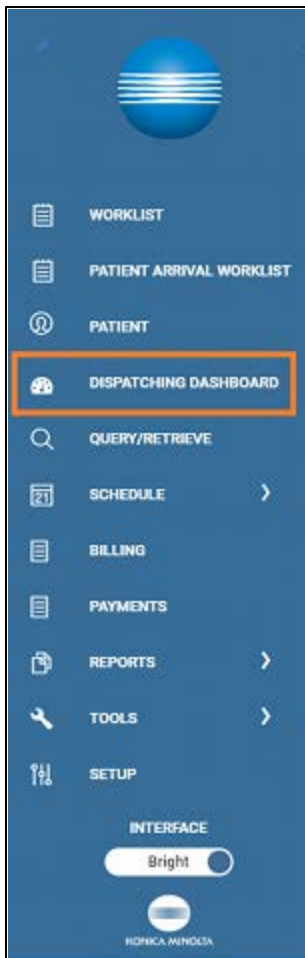 WORKLIST
PATIENT ARRIVAL WORKLIST
PATIENT
DISPATCHING DASHBOARD
QUERY/RETRIEVE
21 SCHEDULE
BILLING
PAYMENTS
REPORTS
TOOLS
SETUP
INTERFACE
Bright
KONICA MINOLTA